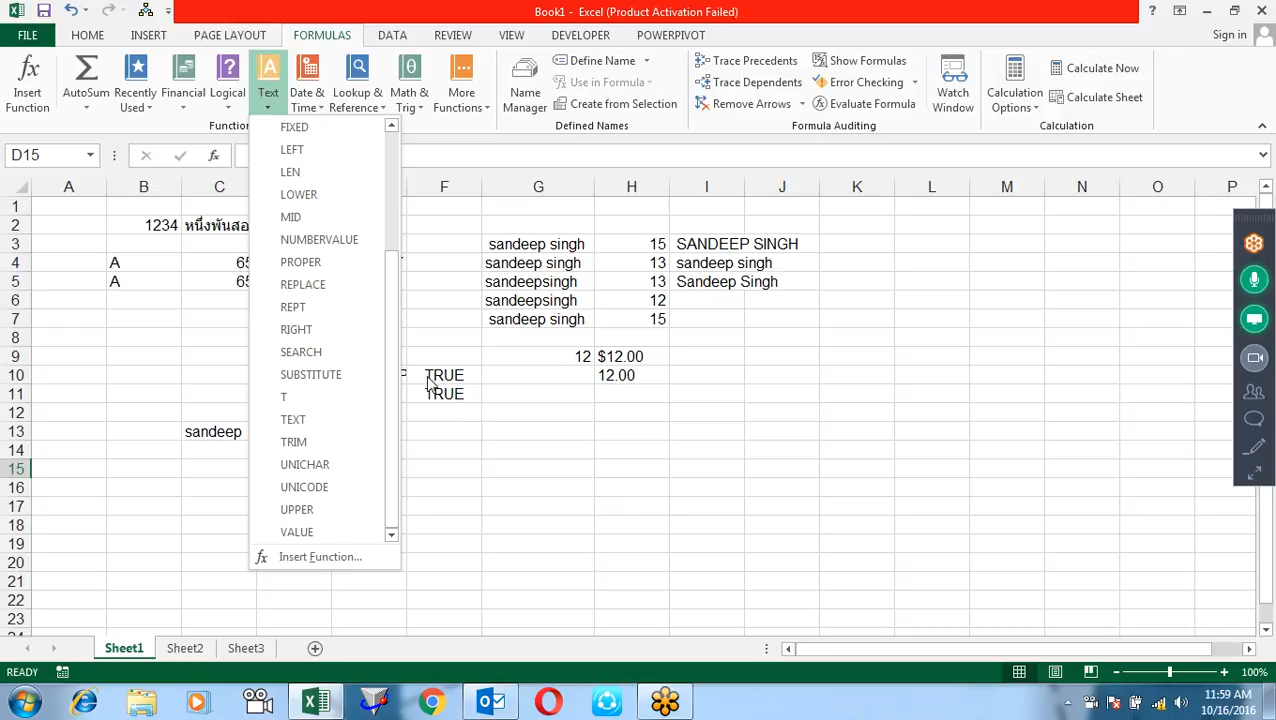 Book1 - Excel (Product Activation Failed)
FILE HOME INSERT PAGE LAYOUT FORMULAS DATA REVIEW VIEW DEVELOPER POWERPIVOT Sign in
Insert Function
AutoSum
Recently Used
Financial
Logical
Text
Date & Time
Lookup & Reference
Math & Trig
More Functions
Name Manager
Define Name
Use in Formula
Create from Selection
Defined Names
Trace Precedents
Trace Dependents
Remove Arrows
Show Formulas
Error Checking
Evaluate Formula
Formula Auditing
Watch Window
Calculation Options
Calculate Now
Calculate Sheet
Calculation
D15
A B C F G H I J K L M N O P
1
2 1234 หนึ่งพันสอ
3 sandeep singh 15 SANDEEP SINGH
4 A 65 sandeep singh 13 sandeep singh
5 A 65 sandeepsingh 13 Sandeep Singh
6 sandeepsingh 12
7 sandeep singh 15
8
9 12 $12.00
10 TRUE 12.00
11 TRUE
12
13 sandeep
14
15
16
17
18
19
20
21
22
23
FIXED
LEFT
LEN
LOWER
MID
NUMBERVALUE
PROPER
REPLACE
REPT
RIGHT
SEARCH
SUBSTITUTE
T
TEXT
TRIM
UNICHAR
UNICODE
UPPER
VALUE
fx Insert Function...
Sheet1 Sheet2 Sheet3
READY 100%
11:59 AM
10/16/2016